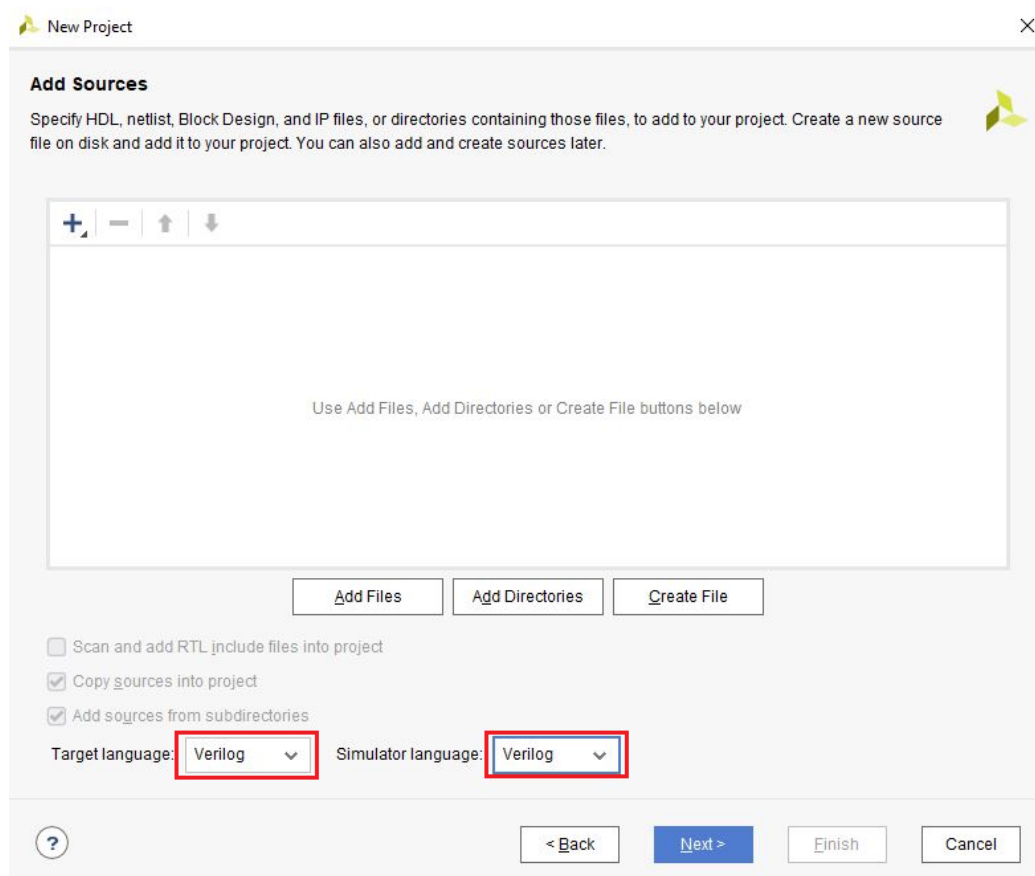 New Project
Add Sources
Specify HDL, netlist, Block Design, and IP files, or directories containing those files, to add to your project. Create a new source
file on disk and add it to your project. You can also add and create sources later.
Use Add Files, Add Directories or Create File buttons below
Add Files Add Directories Create File
Scan and add RTL include files into project
Copy sources into project
Add sources from subdirectories
Target language: Verilog Simulator language: Verilog
? < Back Next > Finish Cancel